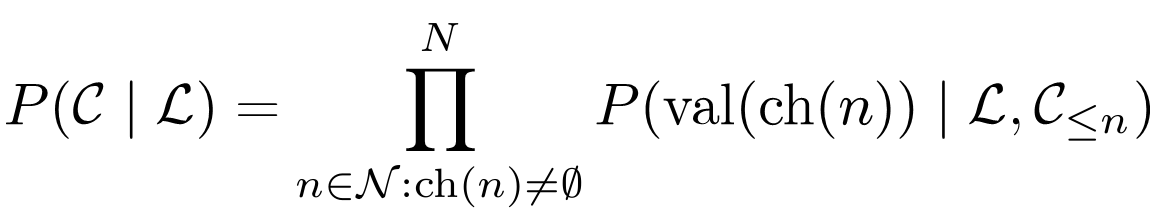 P(𝒞 | ℒ) = ∏_{n∈𝒩:ch(n)≠∅}^{N} P(val(ch(n)) | ℒ, 𝒞_{≤n})